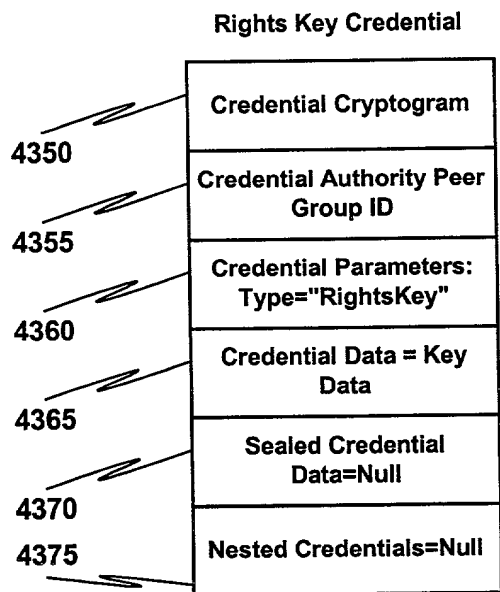 Rights Key Credential
Credential Cryptogram
4350
Credential Authority Peer
Group ID
4355
Credential Parameters:
Type="RightsKey"
4360
Credential Data = Key
Data
4365
Sealed Credential
Data=Null
4370
Nested Credentials=Null
4375